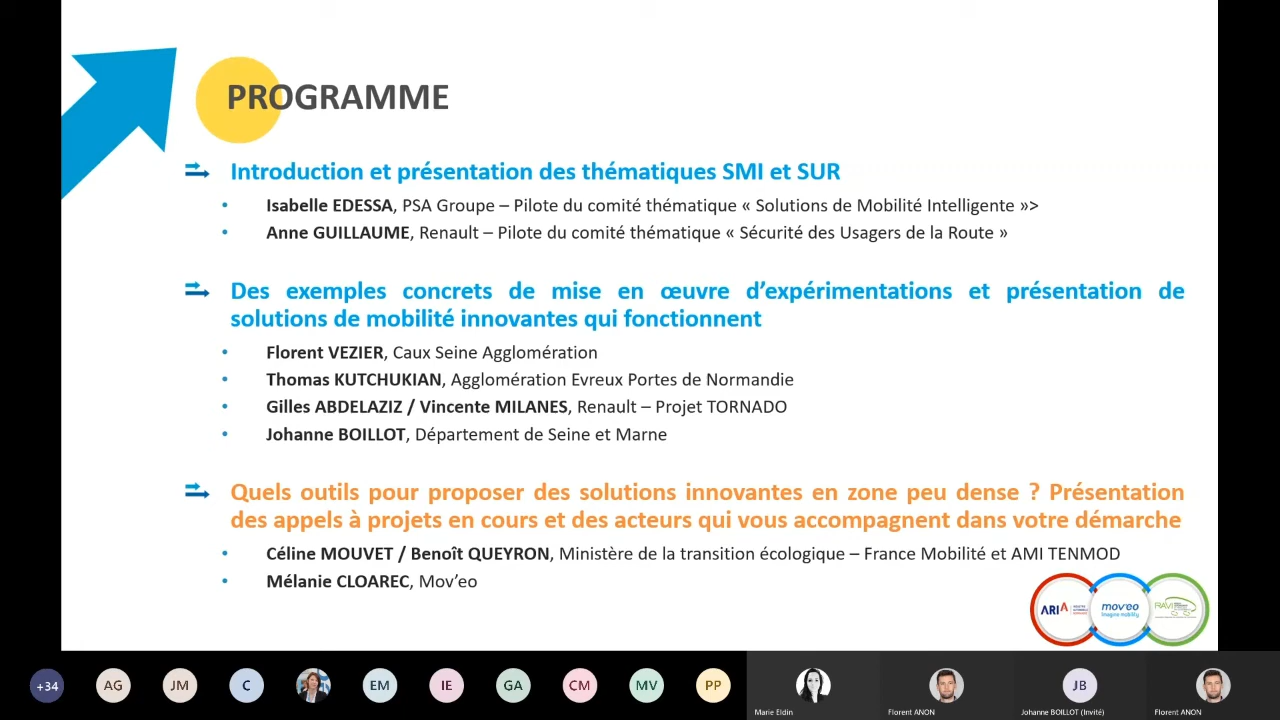 PROGRAMME
Introduction et présentation des thématiques SMI et SUR
• Isabelle EDESSA, PSA Groupe – Pilote du comité thématique « Solutions de Mobilité Intelligente »>
• Anne GUILLAUME, Renault – Pilote du comité thématique « Sécurité des Usagers de la Route »
Des exemples concrets de mise en œuvre d’expérimentations et présentation de
solutions de mobilité innovantes qui fonctionnent
• Florent VEZIER, Caux Seine Agglomération
• Thomas KUTCHUKIAN, Agglomération Evreux Portes de Normandie
• Gilles ABDELAZIZ / Vincente MILANES, Renault – Projet TORNADO
• Johanne BOILLOT, Département de Seine et Marne
Quels outils pour proposer des solutions innovantes en zone peu dense ? Présentation
des appels à projets en cours et des acteurs qui vous accompagnent dans votre démarche
• Céline MOUVET / Benoît QUEYRON, Ministère de la transition écologique – France Mobilité et AMI TENMOD
• Mélanie CLOAREC, Mov’eo
ARIA
mov'eo
imagine mobility
RAVI
+34
AG
JM
C
EM
IE
GA
CM
MV
PP
JB
Marie Eldin
Florent ANON
Johanne BOILLOT (Invité)
Florent ANON